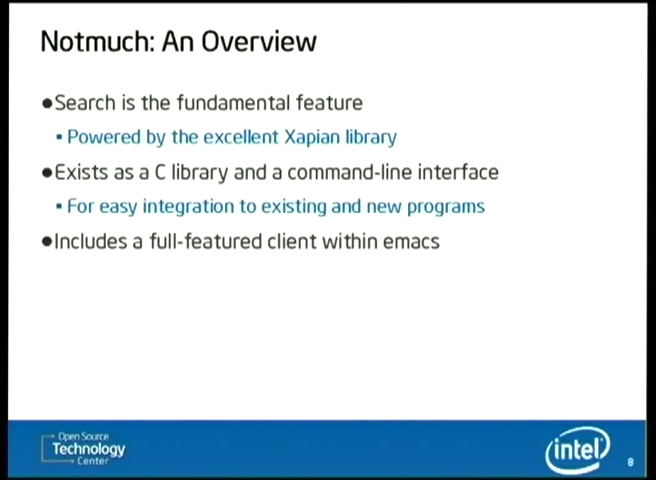 Notmuch: An Overview
●Search is the fundamental feature
▪ Powered by the excellent Xapian library
●Exists as a C library and a command-line interface
▪ For easy integration to existing and new programs
●Includes a full-featured client within emacs
Open Source
Technology
Center
intel
8